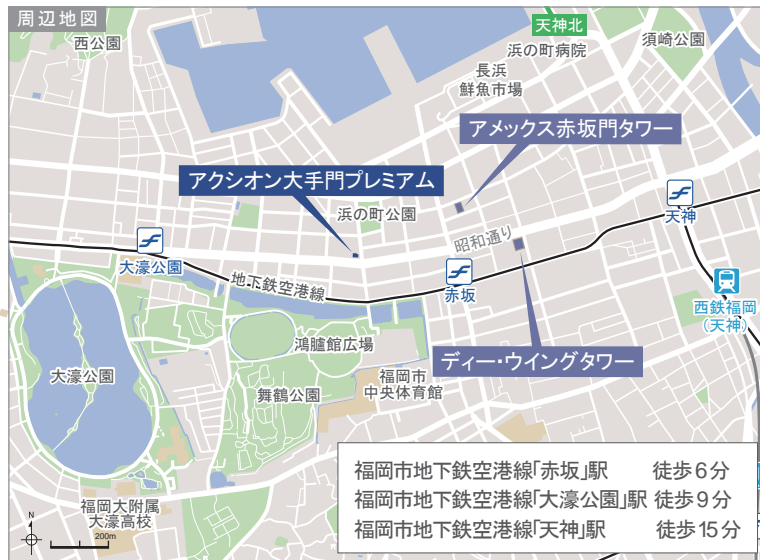 周辺地図
西公園
天神北
浜の町病院
須崎公園
長浜
鮮魚市場
アメックス赤坂門タワー
アクシオン大手門プレミアム
浜の町公園
昭和通り
天神
大濠公園
地下鉄空港線
赤坂
西鉄福岡
(天神)
鴻臚館広場
ディー・ウイングタワー
大濠公園
舞鶴公園
福岡市
中央体育館
福岡大附属
大濠高校
N
200m
福岡市地下鉄空港線「赤坂」駅 徒歩6分
福岡市地下鉄空港線「大濠公園」駅 徒歩9分
福岡市地下鉄空港線「天神」駅 徒歩15分